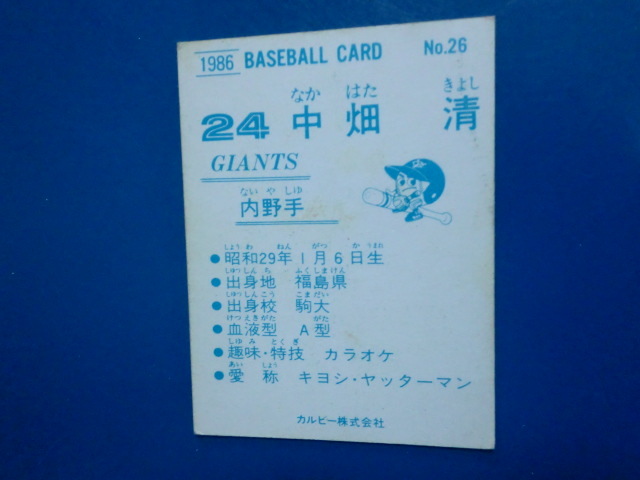 1986 BASEBALL CARD No.26
なか はた きよし
24 中畑 清
GIANTS
ない や しゅ
内野手
しょうわ ねん がつ か うまれ
●昭和29年1月6日生
しゅっしんち ふくしまけん
●出身地 福島県
しゅっしんこう こまだい
●出身校 駒大
けつえきがた がた
●血液型 A型
しゅみ とくぎ
●趣味・特技 カラオケ
あい しょう
●愛称 キヨシ・ヤッターマン
カルビー株式会社